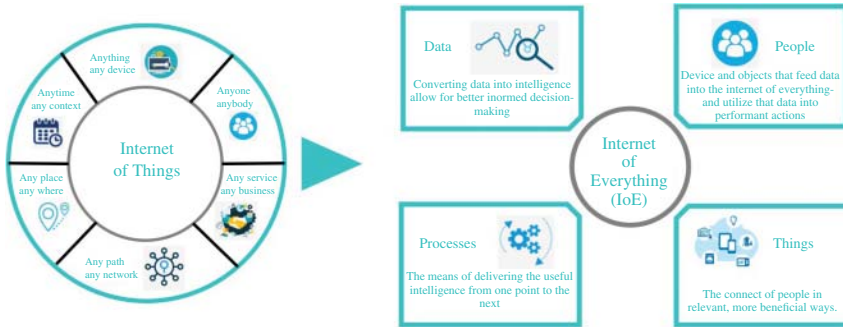 Anything
any device
Anytime
any context
Anyone
anybody
Internet
of Things
Any place
any where
Any service
any business
Any path
any network
Data
Converting data into intelligence
allow for better inormed decision-
making
People
Device and objects that feed data
into the internet of everything-
and utilize that data into
performant actions
Internet
of
Everything
(IoE)
Processes
The means of delivering the useful
intelligence from one point to the
next
Things
The connect of people in
relevant, more beneficial ways.